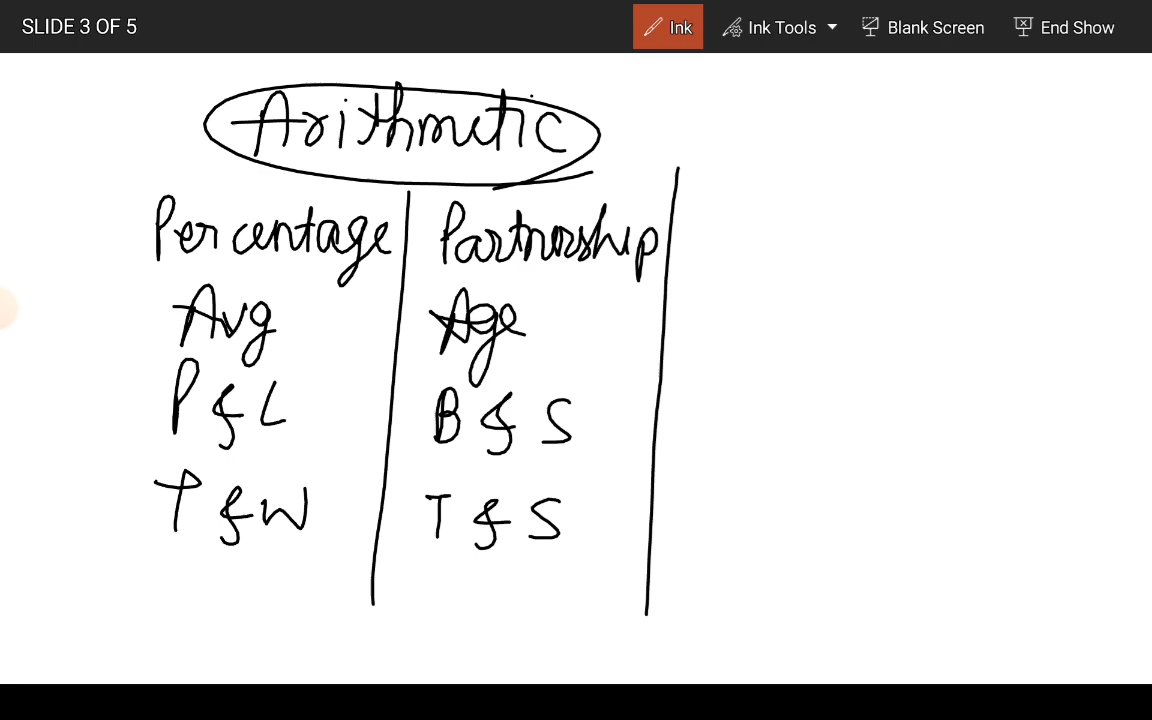 SLIDE 3 OF 5
Ink
Ink Tools
Blank Screen
End Show
Arithmetic
Percentage
Avg
P & L
T & W
Partnership
Age
B & S
T & S